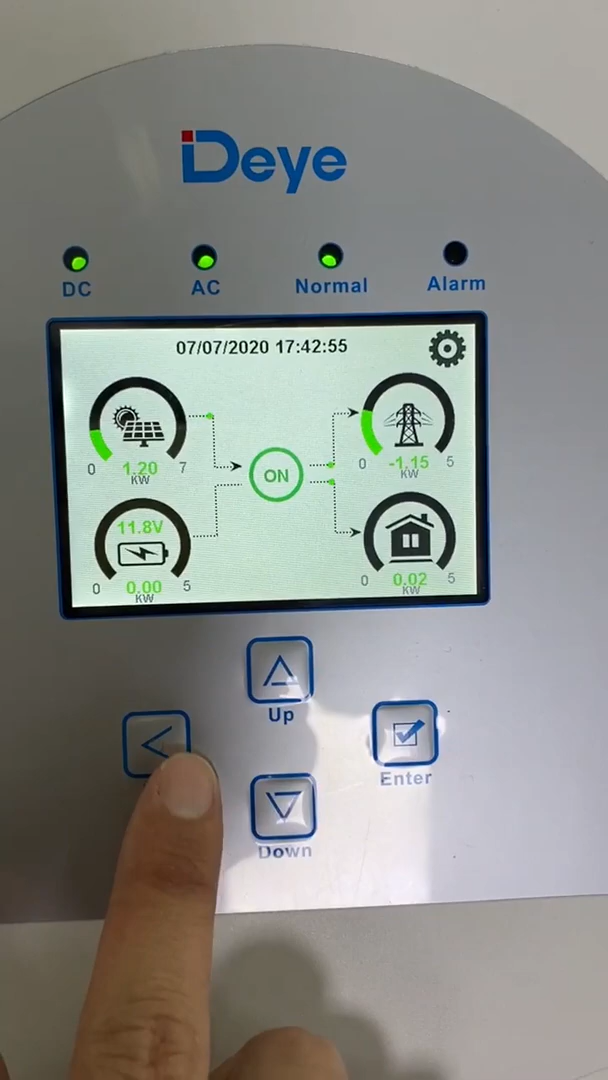 Deye
DC AC Normal Alarm
07/07/2020 17:42:55
0 1.20 7
KW
0 -1.15 5
KW
ON
11.8V
0 0.00 5
KW
0 0.02 5
KW
Up
Enter
Down